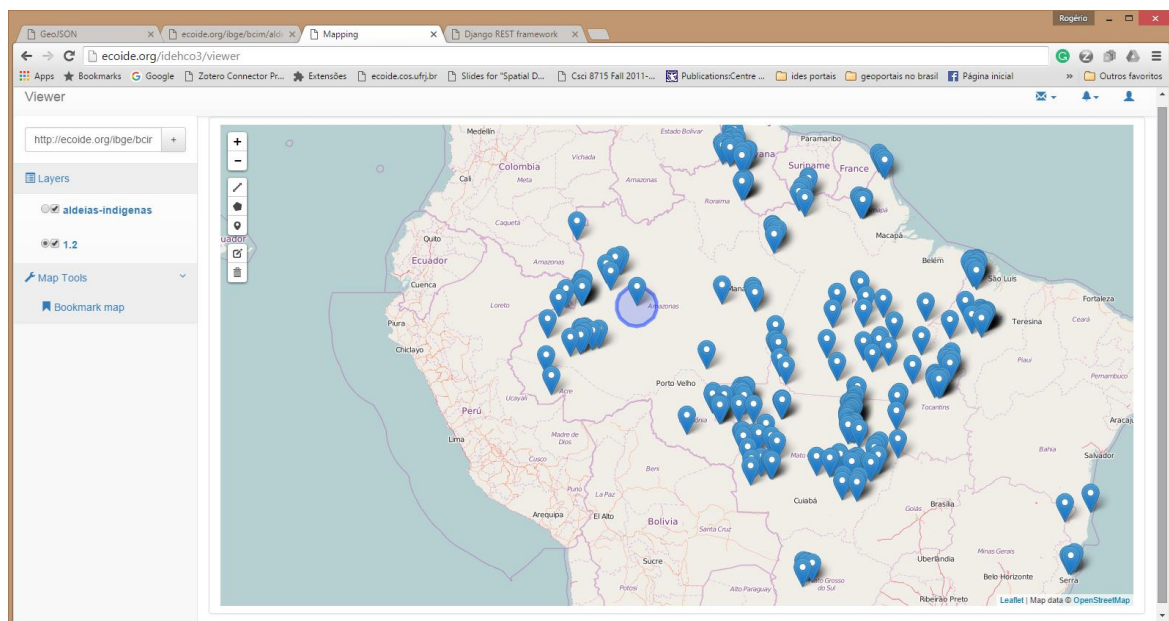 Rogério
GeoJSON
ecoide.org/ibge/bcim/aldi
Mapping
Django REST framework
ecoide.org/idehco3/viewer
Apps
Bookmarks
Google
Zotero Connector Pr...
Extensões
ecoide.cos.ufrj.br
Slides for "Spatial D...
Csci 8715 Fall 2011-...
Publications:Centre ...
ides portais
geoportais no brasil
Página inicial
»
Outros favoritos
Viewer
http://ecoide.org/ibge/bcir
+
Layers
aldeias-indigenas
1.2
Map Tools
Bookmark map
+
-
Medellín
Estado Bolívar
Paramaribo
Colombia
Vichada
Cali
Meta
Amazonas
Suriname
France
Roraima
Caquetá
Macapá
Quito
Ecuador
Amazonas
Belém
São Luís
Cuenca
Loreto
Amazonas
Fortaleza
Teresina
Ceará
Piura
Chiclayo
Piauí
Porto Velho
Acre
Pernambuco
Ucayali
Tocantins
Perú
Aracaju
Lima
Madre de
Dios
Bahia
Salvador
Cusco
Beni
Mato
Puno
La Paz
Cuiabá
Brasília
Goiás
Arequipa
El Alto
Bolivia
Santa Cruz
Sucre
Uberlândia
Minas Gerais
Belo Horizonte
Serra
Potosí
Alto Paraguay
do Sul
Ribeirão Preto
Leaflet | Map data © OpenStreetMap